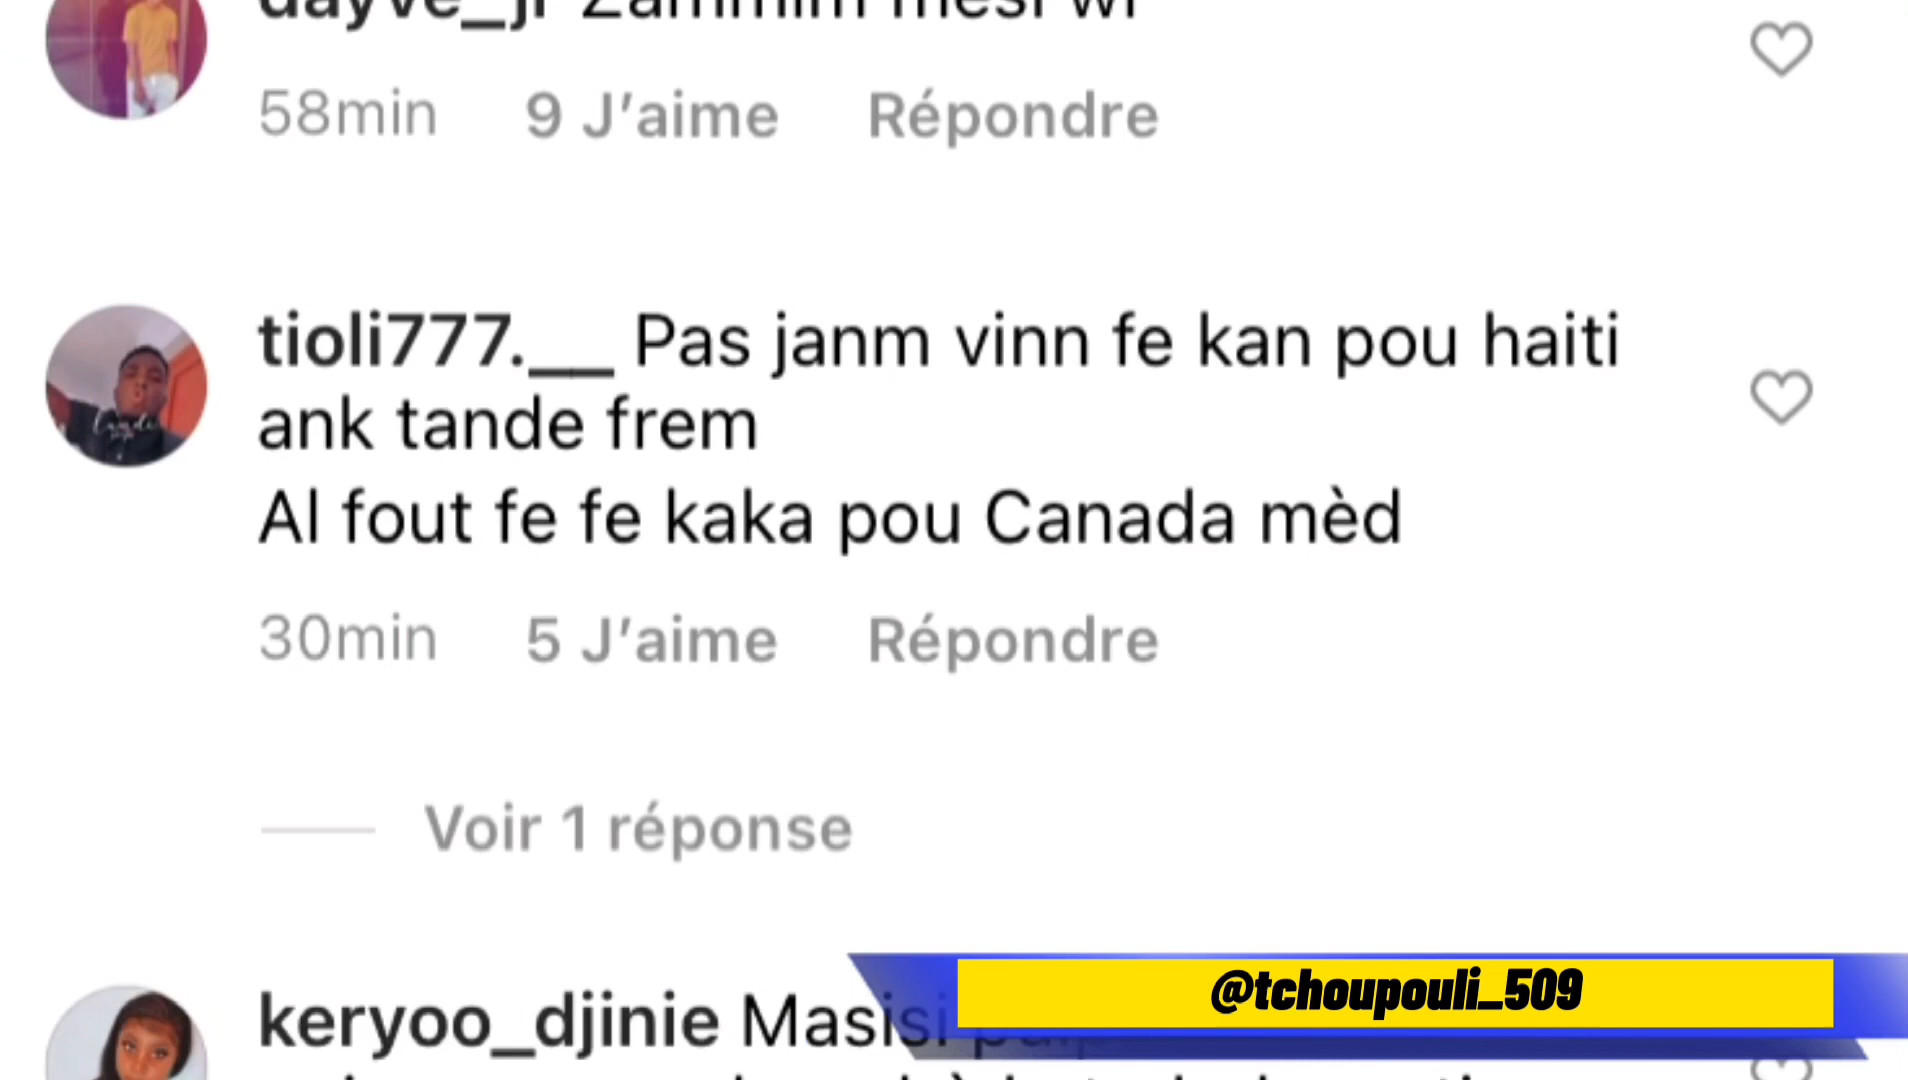 dayve_jr Zammim mesi wi
58min 9 J'aime Répondre
tioli777.__ Pas janm vinn fe kan pou haiti
ank tande frem
Al fout fe fe kaka pou Canada mèd
30min 5 J'aime Répondre
Voir 1 réponse
@tchoupouli_509
keryoo_djinie Masisi